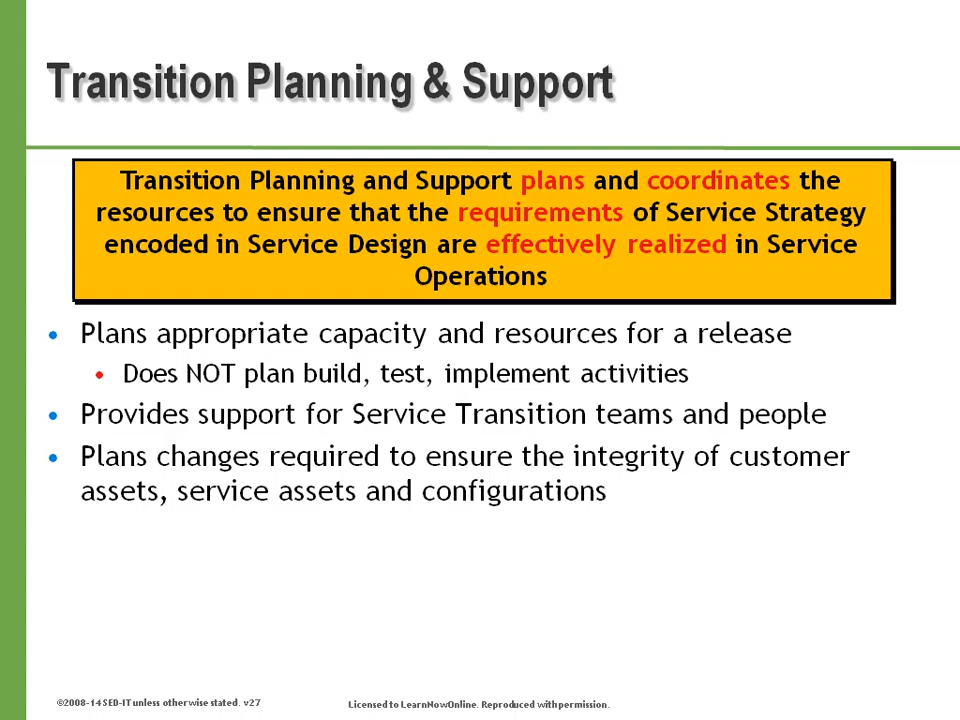 Transition Planning & Support
Transition Planning and Support plans and coordinates the
resources to ensure that the requirements of Service Strategy
encoded in Service Design are effectively realized in Service
Operations
• Plans appropriate capacity and resources for a release
• Does NOT plan build, test, implement activities
• Provides support for Service Transition teams and people
• Plans changes required to ensure the integrity of customer
assets, service assets and configurations
©2008-14 SED-IT unless otherwise stated. v27
Licensed to LearnNowOnline. Reproduced with permission.